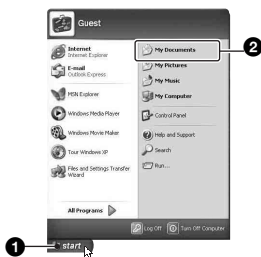 Guest
Internet
Internet Explorer
E-mail
Outlook Express
MSN Explorer
Windows Media Player
Windows Movie Maker
Tour Windows XP
Files and Settings Transfer
Wizard
All Programs
My Documents
My Pictures
My Music
My Computer
Control Panel
Help and Support
Search
Run...
Log Off
Turn Off Computer
start
1
2